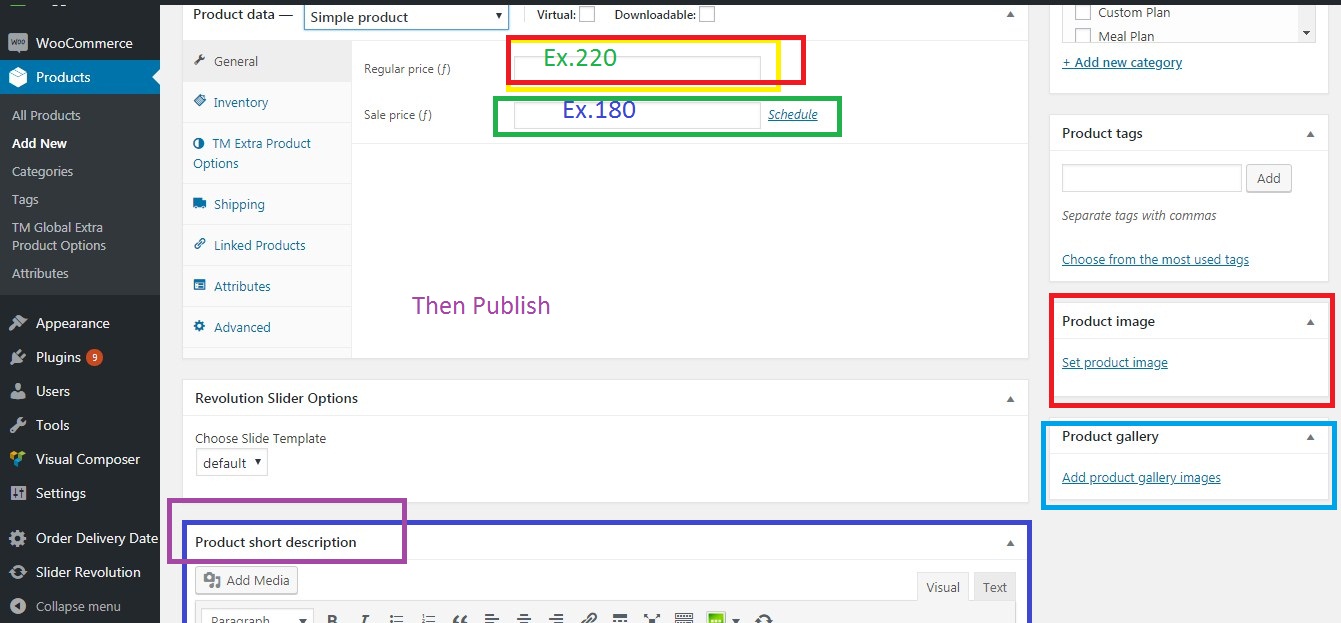 WooCommerce
Products
All Products
Add New
Categories
Tags
TM Global Extra
Product Options
Attributes
Appearance
Plugins 9
Users
Tools
Visual Composer
Settings
Order Delivery Date
Slider Revolution
Collapse menu
Product data — Simple product Virtual: Downloadable:
General
Inventory
TM Extra Product
Options
Shipping
Linked Products
Attributes
Advanced
Regular price (ƒ) Ex.220
Sale price (ƒ) Ex.180 Schedule
Then Publish
Revolution Slider Options
Choose Slide Template
default
Product short description
Add Media
Visual Text
Paragraph B I
Custom Plan
Meal Plan
+ Add new category
Product tags
Add
Separate tags with commas
Choose from the most used tags
Product image
Set product image
Product gallery
Add product gallery images